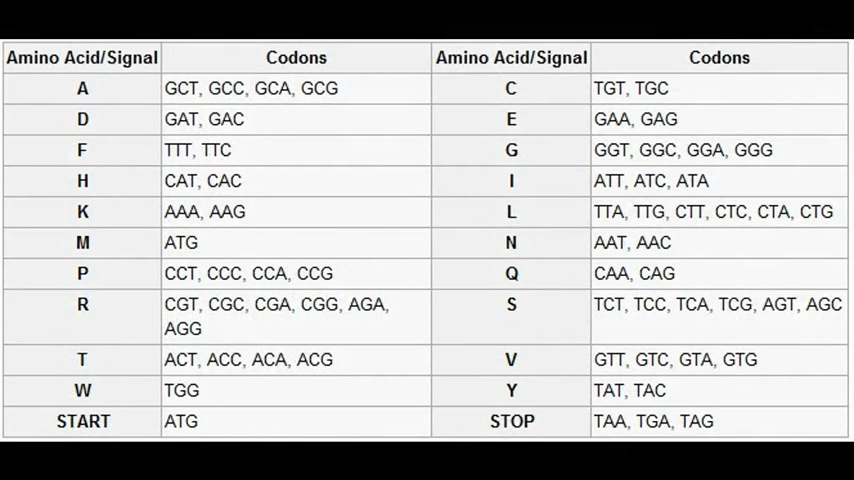 Amino Acid/Signal Codons Amino Acid/Signal Codons
A GCT, GCC, GCA, GCG C TGT, TGC
D GAT, GAC E GAA, GAG
F TTT, TTC G GGT, GGC, GGA, GGG
H CAT, CAC I ATT, ATC, ATA
K AAA, AAG L TTA, TTG, CTT, CTC, CTA, CTG
M ATG N AAT, AAC
P CCT, CCC, CCA, CCG Q CAA, CAG
R CGT, CGC, CGA, CGG, AGA, S TCT, TCC, TCA, TCG, AGT, AGC
AGG
T ACT, ACC, ACA, ACG V GTT, GTC, GTA, GTG
W TGG Y TAT, TAC
START ATG STOP TAA, TGA, TAG